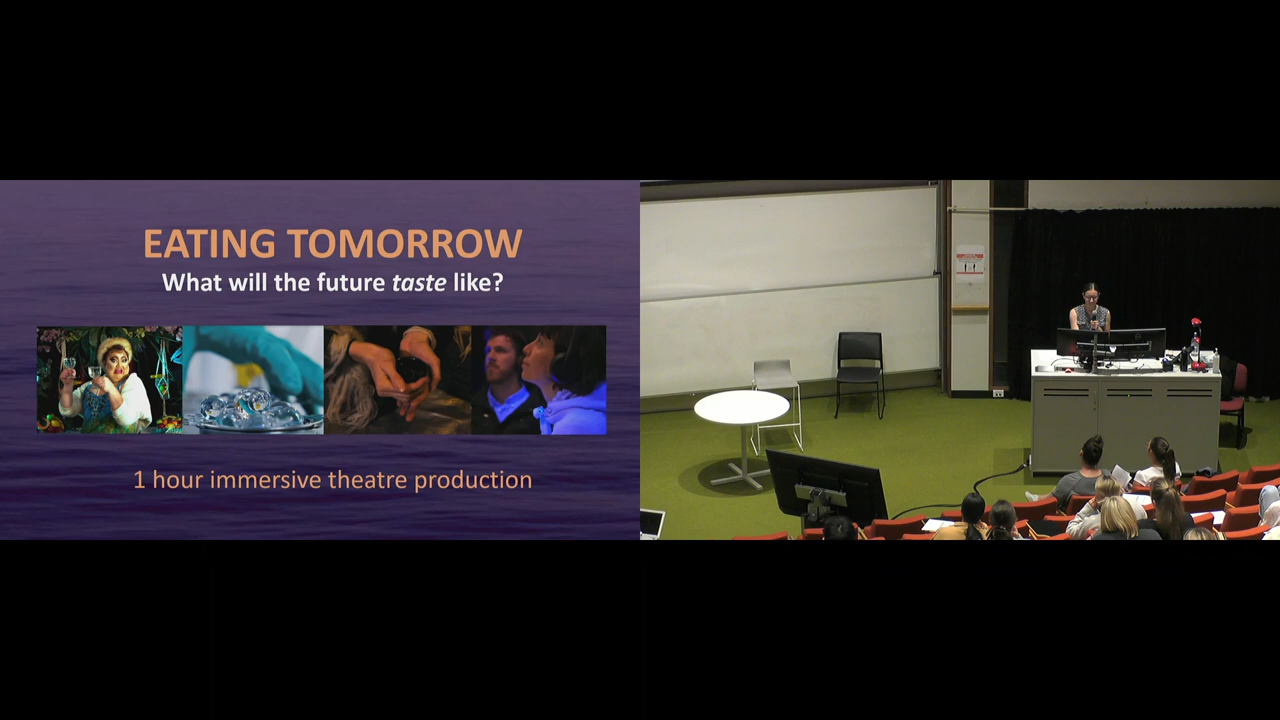 EATING TOMORROW
What will the future taste like?
1 hour immersive theatre production